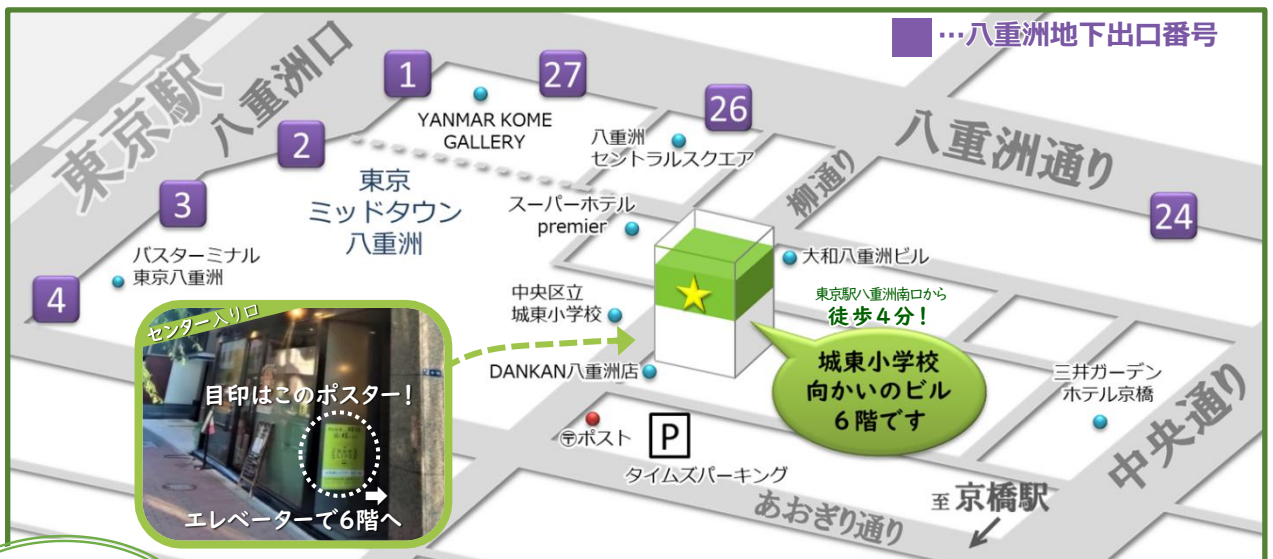 …八重洲地下出口番号
東京駅
八重洲口
1
27
2
26
3
4
24
YANMAR KOME
GALLERY
八重洲
セントラルスクエア
八重洲通り
柳通り
東京
ミッドタウン
八重洲
スーパーホテル
premier
バスターミナル
東京八重洲
大和八重洲ビル
中央区立
城東小学校
東京駅八重洲南口から
徒歩4分!
DANKAN八重洲店
城東小学校
向かいのビル
6階です
三井ガーデン
ホテル京橋
中央通り
〒ポスト
P
タイムズパーキング
あおぎり通り
至 京橋駅
センター入り口
目印はこのポスター!
エレベーターで6階へ